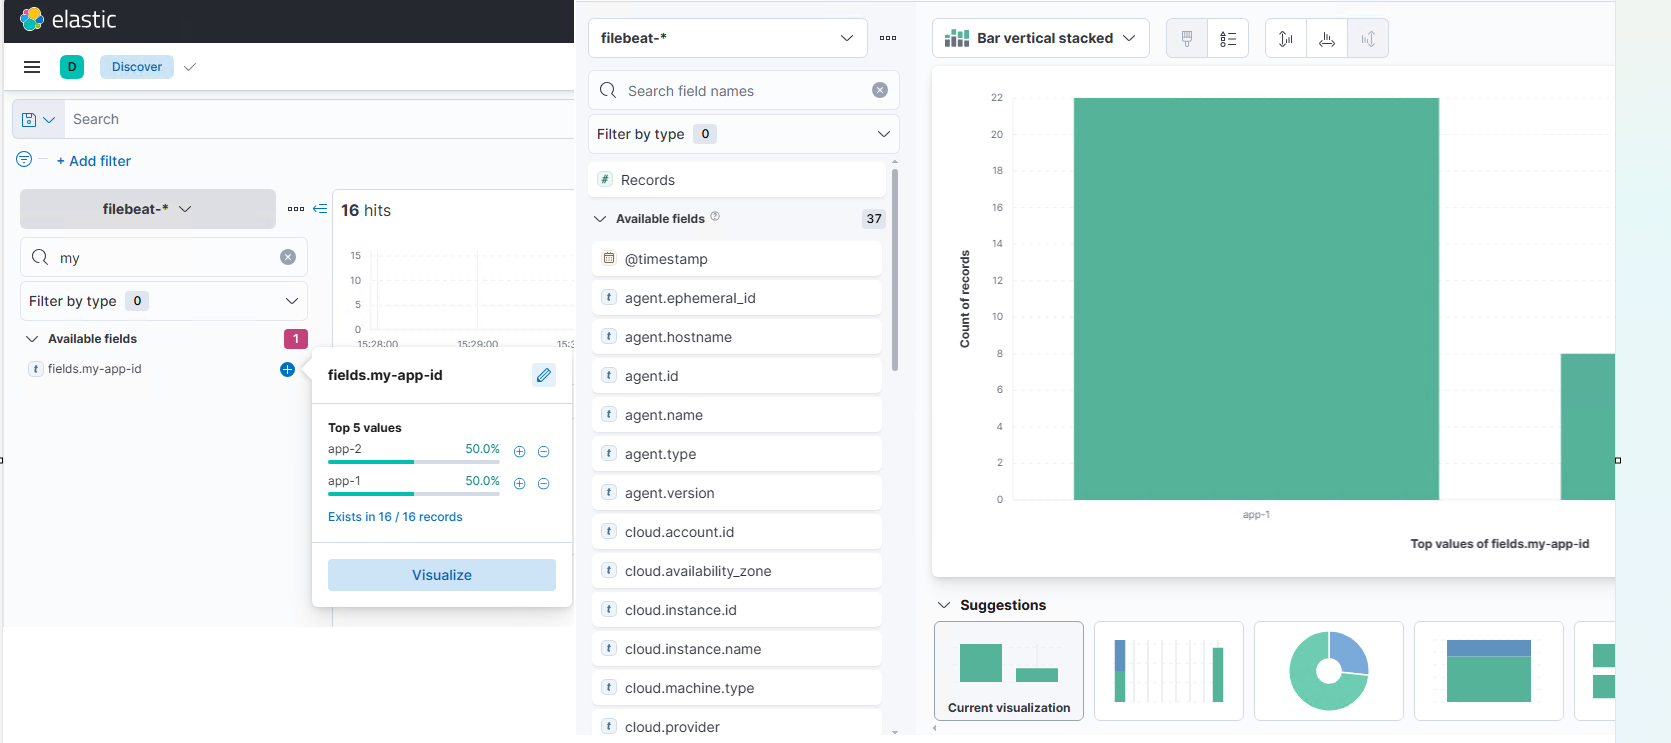 elastic
D
Discover
Search
+ Add filter
filebeat-*
16 hits
my
Filter by type 0
Available fields 1
t fields.my-app-id
15
10
5
0
15:28:00 15:29:00 15:3
fields.my-app-id
Top 5 values
app-2 50.0%
app-1 50.0%
Exists in 16 / 16 records
Visualize
filebeat-*
Search field names
Filter by type 0
# Records
Available fields 37
@timestamp
t agent.ephemeral_id
t agent.hostname
t agent.id
t agent.name
t agent.type
t agent.version
t cloud.account.id
t cloud.availability_zone
t cloud.instance.id
t cloud.instance.name
t cloud.machine.type
t cloud.provider
Bar vertical stacked
Count of records
22
20
18
16
14
12
10
8
6
4
2
0
app-1
Top values of fields.my-app-id
Suggestions
Current visualization